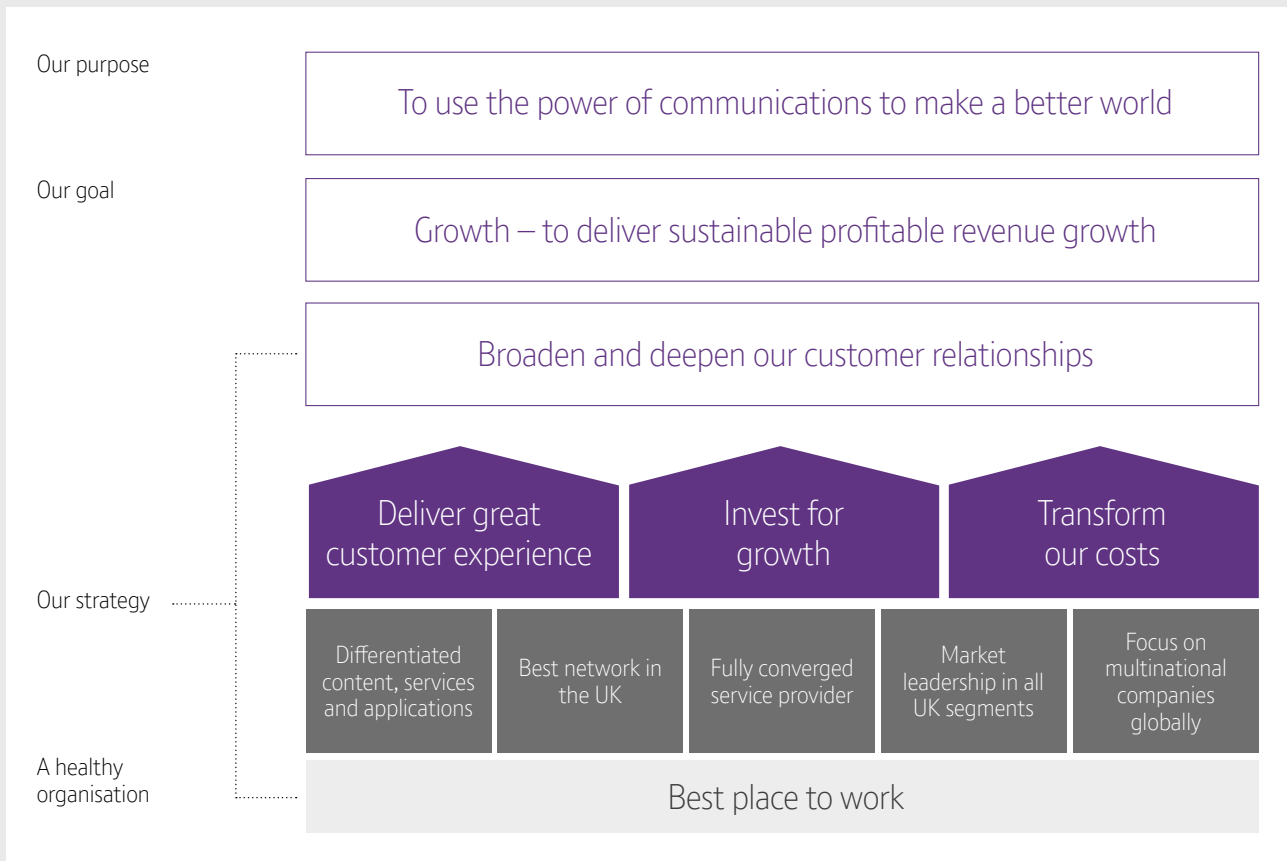 Our purpose
To use the power of communications to make a better world
Our goal
Growth – to deliver sustainable profitable revenue growth
Broaden and deepen our customer relationships
Deliver great
customer experience
Invest for
growth
Transform
our costs
Our strategy
Differentiated
content, services
and applications
Best network in
the UK
Fully converged
service provider
Market
leadership in all
UK segments
Focus on
multinational
companies
globally
A healthy
organisation
Best place to work